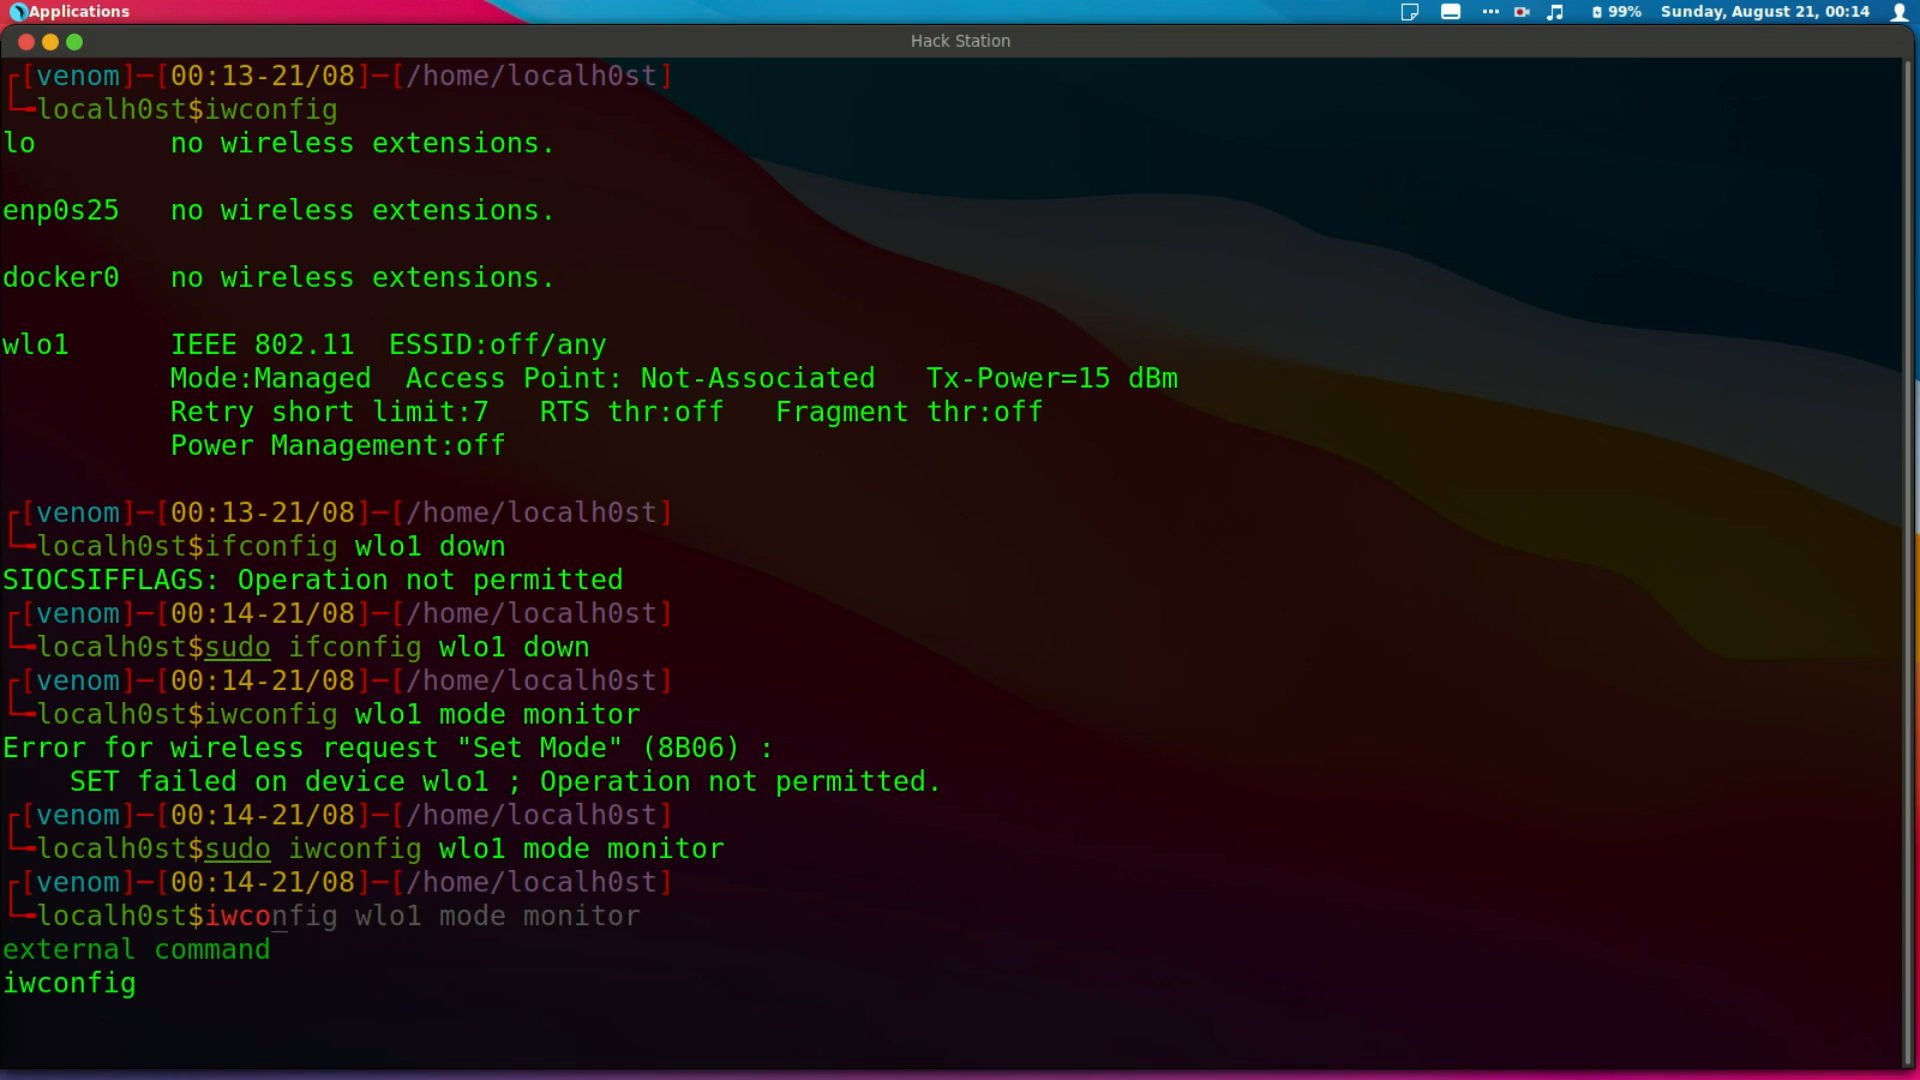 Applications
99% Sunday, August 21, 00:14
Hack Station
┌[venom]─[00:13-21/08]─[/home/localh0st]
└╼localh0st$iwconfig
lo        no wireless extensions.
enp0s25   no wireless extensions.
docker0   no wireless extensions.
wlo1      IEEE 802.11  ESSID:off/any
          Mode:Managed  Access Point: Not-Associated   Tx-Power=15 dBm
          Retry short limit:7   RTS thr:off   Fragment thr:off
          Power Management:off
┌[venom]─[00:13-21/08]─[/home/localh0st]
└╼localh0st$ifconfig wlo1 down
SIOCSIFFLAGS: Operation not permitted
┌[venom]─[00:14-21/08]─[/home/localh0st]
└╼localh0st$sudo ifconfig wlo1 down
┌[venom]─[00:14-21/08]─[/home/localh0st]
└╼localh0st$iwconfig wlo1 mode monitor
Error for wireless request "Set Mode" (8B06) :
    SET failed on device wlo1 ; Operation not permitted.
┌[venom]─[00:14-21/08]─[/home/localh0st]
└╼localh0st$sudo iwconfig wlo1 mode monitor
┌[venom]─[00:14-21/08]─[/home/localh0st]
└╼localh0st$iwconfig wlo1 mode monitor
external command
iwconfig